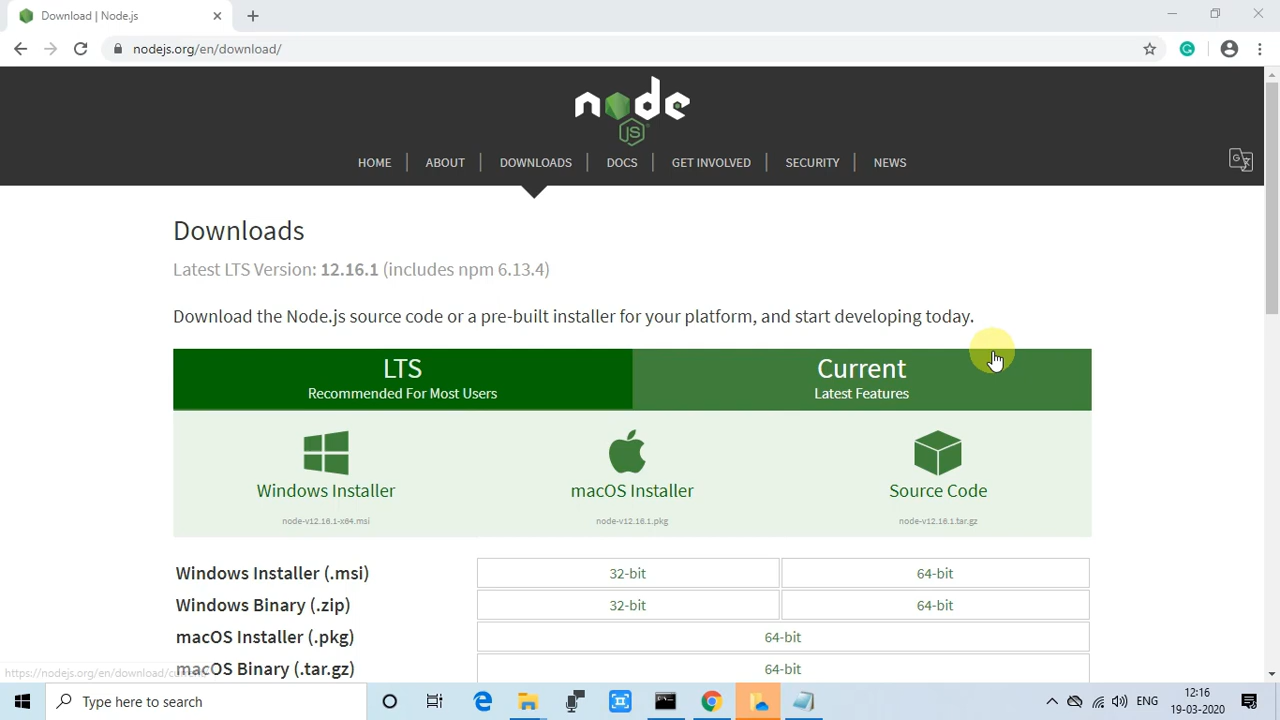 Download | Node.js
nodejs.org/en/download/
node
JS
HOME
ABOUT
DOWNLOADS
DOCS
GET INVOLVED
SECURITY
NEWS
Downloads
Latest LTS Version: 12.16.1 (includes npm 6.13.4)
Download the Node.js source code or a pre-built installer for your platform, and start developing today.
LTS
Recommended For Most Users
Current
Latest Features
Windows Installer
node-v12.16.1-x64.msi
macOS Installer
node-v12.16.1.pkg
Source Code
node-v12.16.1.tar.gz
Windows Installer (.msi) 32-bit 64-bit
Windows Binary (.zip) 32-bit 64-bit
macOS Installer (.pkg) 64-bit
macOS Binary (.tar.gz) 64-bit
Type here to search
ENG
12:16
19-03-2020